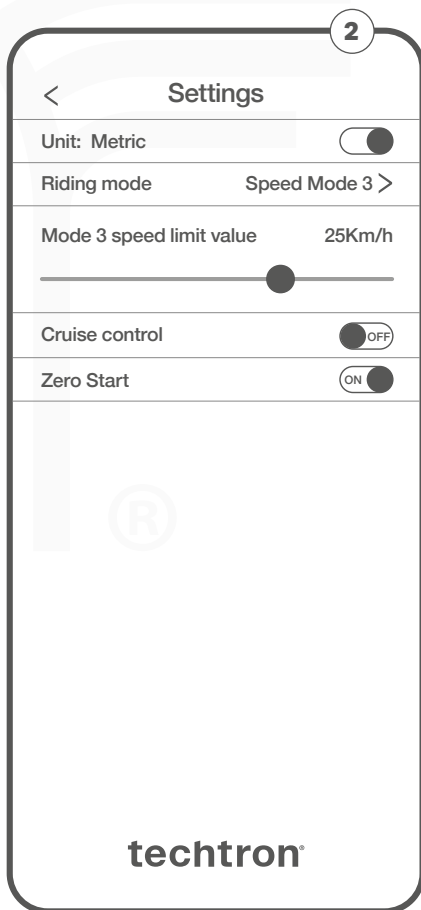 2
< Settings
Unit: Metric
Riding mode Speed Mode 3 >
Mode 3 speed limit value 25Km/h
Cruise control OFF
Zero Start ON
®
techtron®